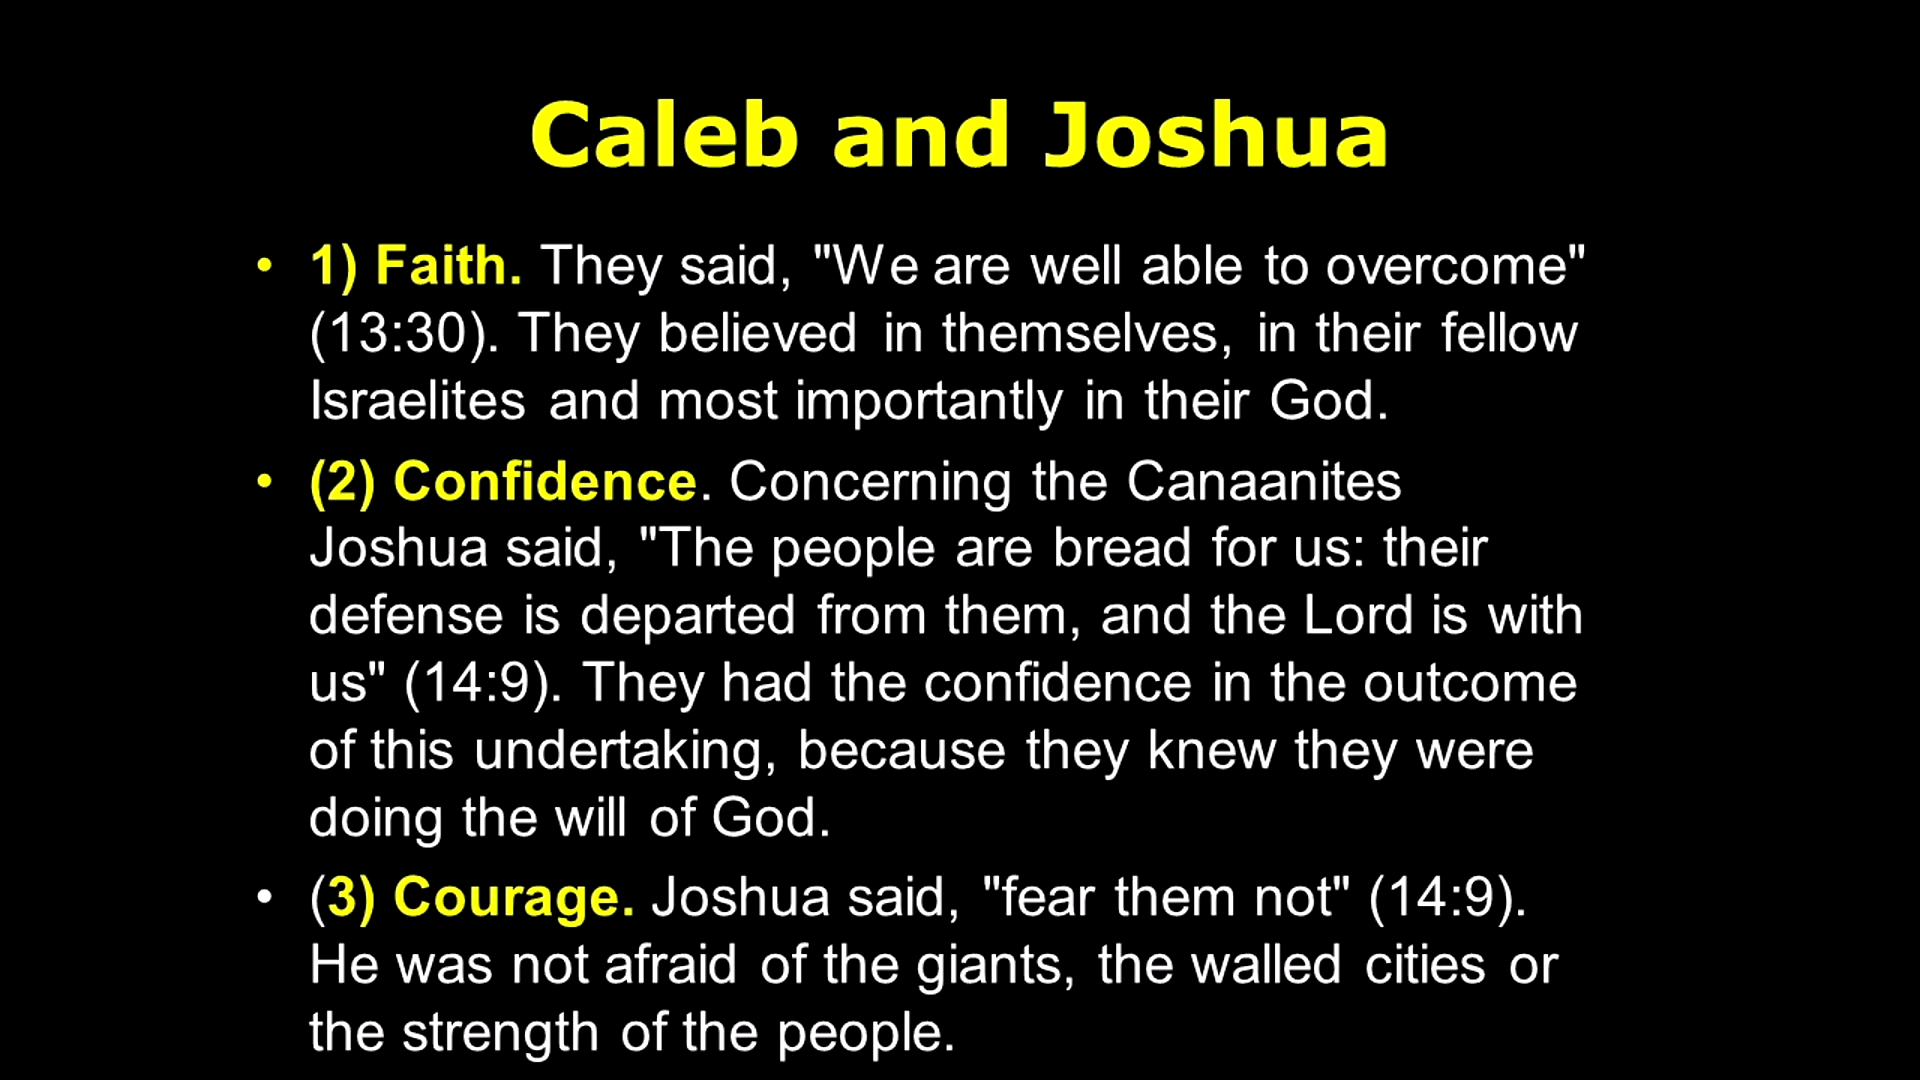 Caleb and Joshua
• 1) Faith. They said, "We are well able to overcome"
(13:30). They believed in themselves, in their fellow
Israelites and most importantly in their God.
• (2) Confidence. Concerning the Canaanites
Joshua said, "The people are bread for us: their
defense is departed from them, and the Lord is with
us" (14:9). They had the confidence in the outcome
of this undertaking, because they knew they were
doing the will of God.
• (3) Courage. Joshua said, "fear them not" (14:9).
He was not afraid of the giants, the walled cities or
the strength of the people.